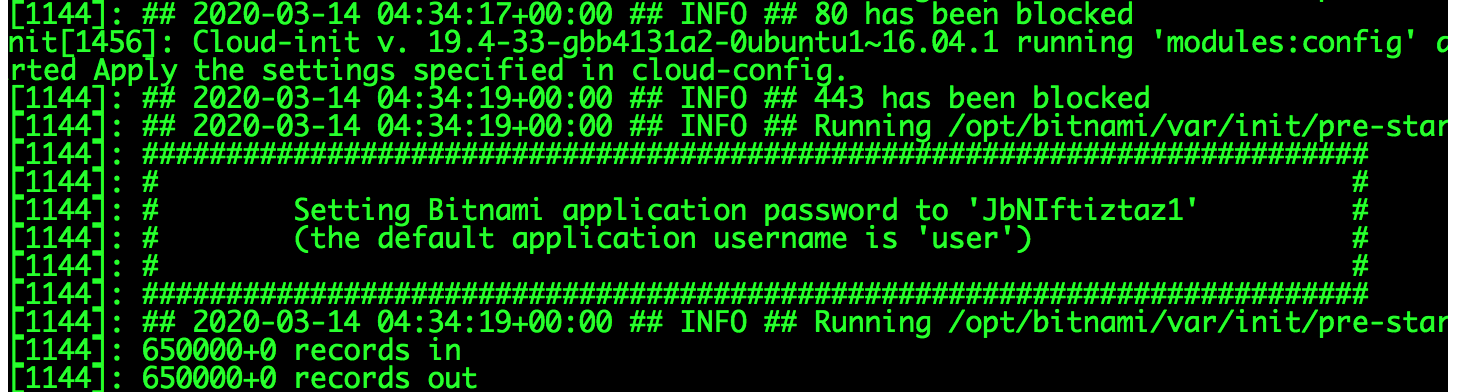 [1144]: ## 2020-03-14 04:34:17+00:00 ## INFO ## 80 has been blocked
nit[1456]: Cloud-init v. 19.4-33-gbb4131a2-0ubuntu1~16.04.1 running 'modules:config' a
rted Apply the settings specified in cloud-config.
[1144]: ## 2020-03-14 04:34:19+00:00 ## INFO ## 443 has been blocked
[1144]: ## 2020-03-14 04:34:19+00:00 ## INFO ## Running /opt/bitnami/var/init/pre-star
[1144]: #########################################################################
[1144]: #                                                                       #
[1144]: #        Setting Bitnami application password to 'JbNIftiztaz1'         #
[1144]: #        (the default application username is 'user')                   #
[1144]: #                                                                       #
[1144]: #########################################################################
[1144]: ## 2020-03-14 04:34:19+00:00 ## INFO ## Running /opt/bitnami/var/init/pre-star
[1144]: 650000+0 records in
[1144]: 650000+0 records out